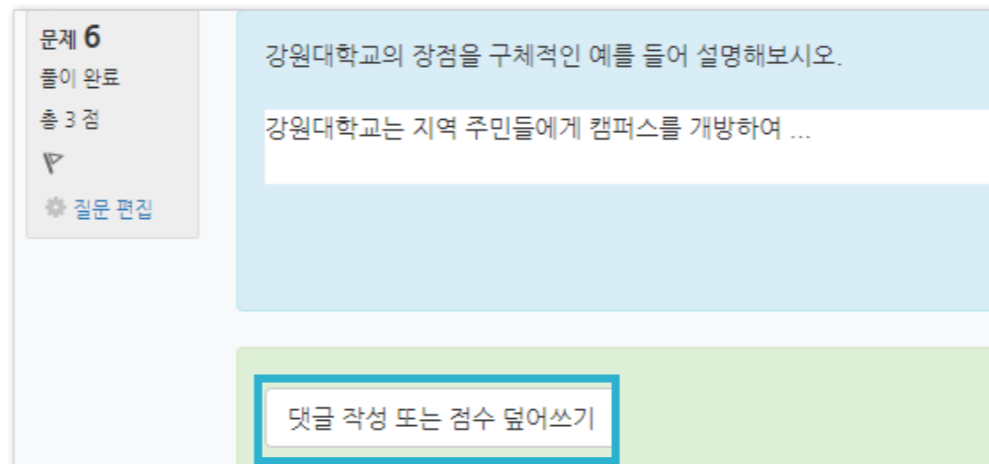 문제 6
풀이 완료
총 3 점
질문 편집
강원대학교의 장점을 구체적인 예를 들어 설명해보시오.
강원대학교는 지역 주민들에게 캠퍼스를 개방하여 ...
댓글 작성 또는 점수 덮어쓰기